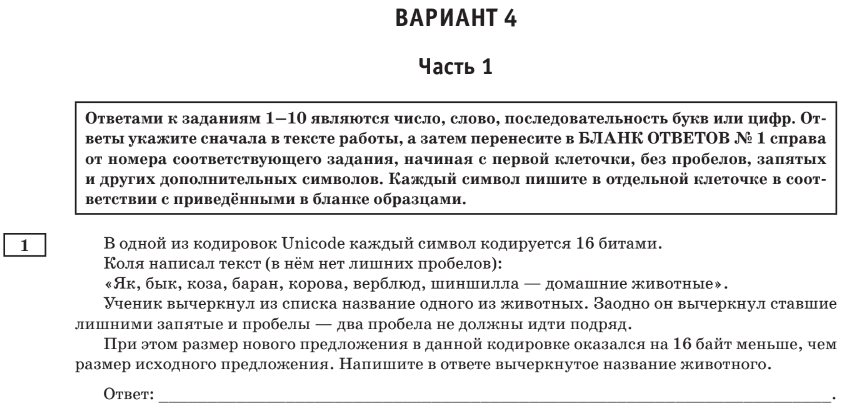 ВАРИАНТ 4
Часть 1
Ответами к заданиям 1—10 являются число, слово, последовательность букв или цифр. От-
веты укажите сначала в тексте работы, а затем перенесите в БЛАНК ОТВЕТОВ № 1 справа
от номера соответствующего задания, начиная с первой клеточки, без пробелов, запятых
и других дополнительных символов. Каждый символ пишите в отдельной клеточке в соот-
ветствии с приведёнными в бланке образцами.
1
В одной из кодировок Unicode каждый символ кодируется 16 битами.
Коля написал текст (в нём нет лишних пробелов):
«Як, бык, коза, баран, корова, верблюд, шиншилла — домашние животные».
Ученик вычеркнул из списка название одного из животных. Заодно он вычеркнул ставшие
лишними запятые и пробелы — два пробела не должны идти подряд.
При этом размер нового предложения в данной кодировке оказался на 16 байт меньше, чем
размер исходного предложения. Напишите в ответе вычеркнутое название животного.
Ответ: ______________________________________________.